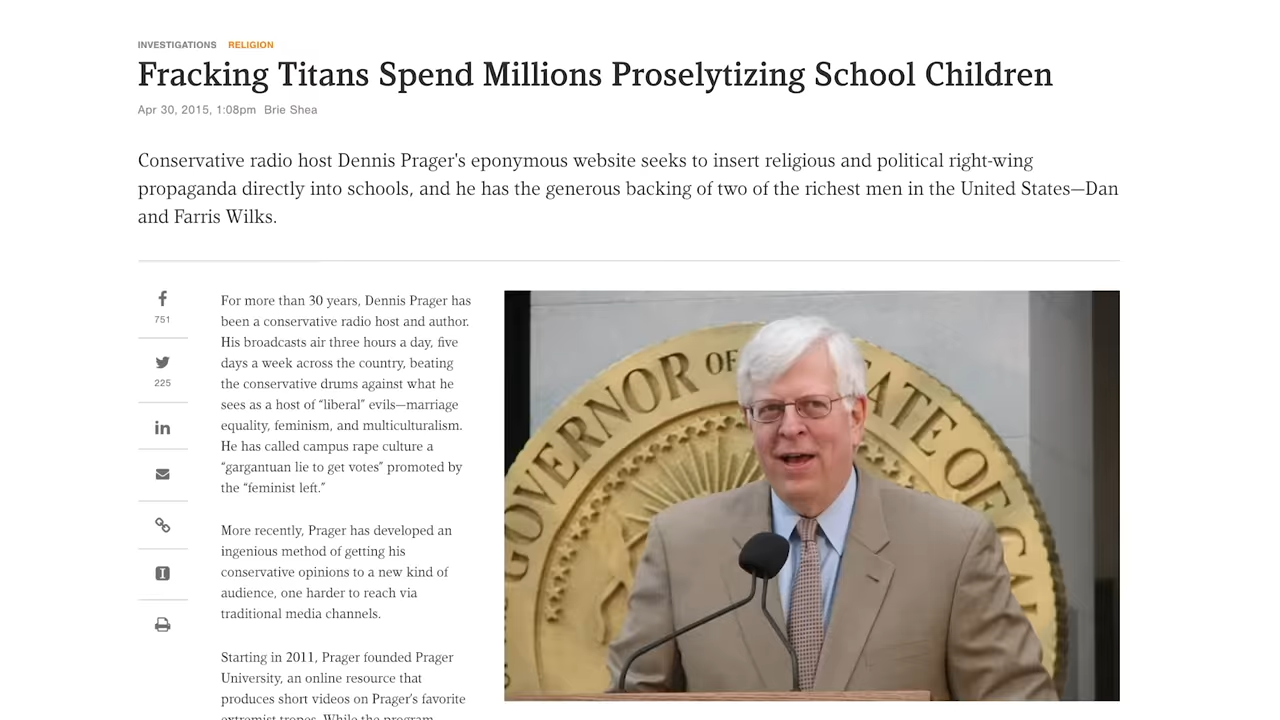 INVESTIGATIONS RELIGION
Fracking Titans Spend Millions Proselytizing School Children
Apr 30, 2015, 1:08pm Brie Shea
Conservative radio host Dennis Prager's eponymous website seeks to insert religious and political right-wing
propaganda directly into schools, and he has the generous backing of two of the richest men in the United States—Dan
and Farris Wilks.
751
225
For more than 30 years, Dennis Prager has
been a conservative radio host and author.
His broadcasts air three hours a day, five
days a week across the country, beating
the conservative drums against what he
sees as a host of “liberal” evils—marriage
equality, feminism, and multiculturalism.
He has called campus rape culture a
“gargantuan lie to get votes” promoted by
the “feminist left.”
More recently, Prager has developed an
ingenious method of getting his
conservative opinions to a new kind of
audience, one harder to reach via
traditional media channels.
Starting in 2011, Prager founded Prager
University, an online resource that
produces short videos on Prager's favorite
extremist tropes. While the program
GOVERNOR OF STATE OF CAL